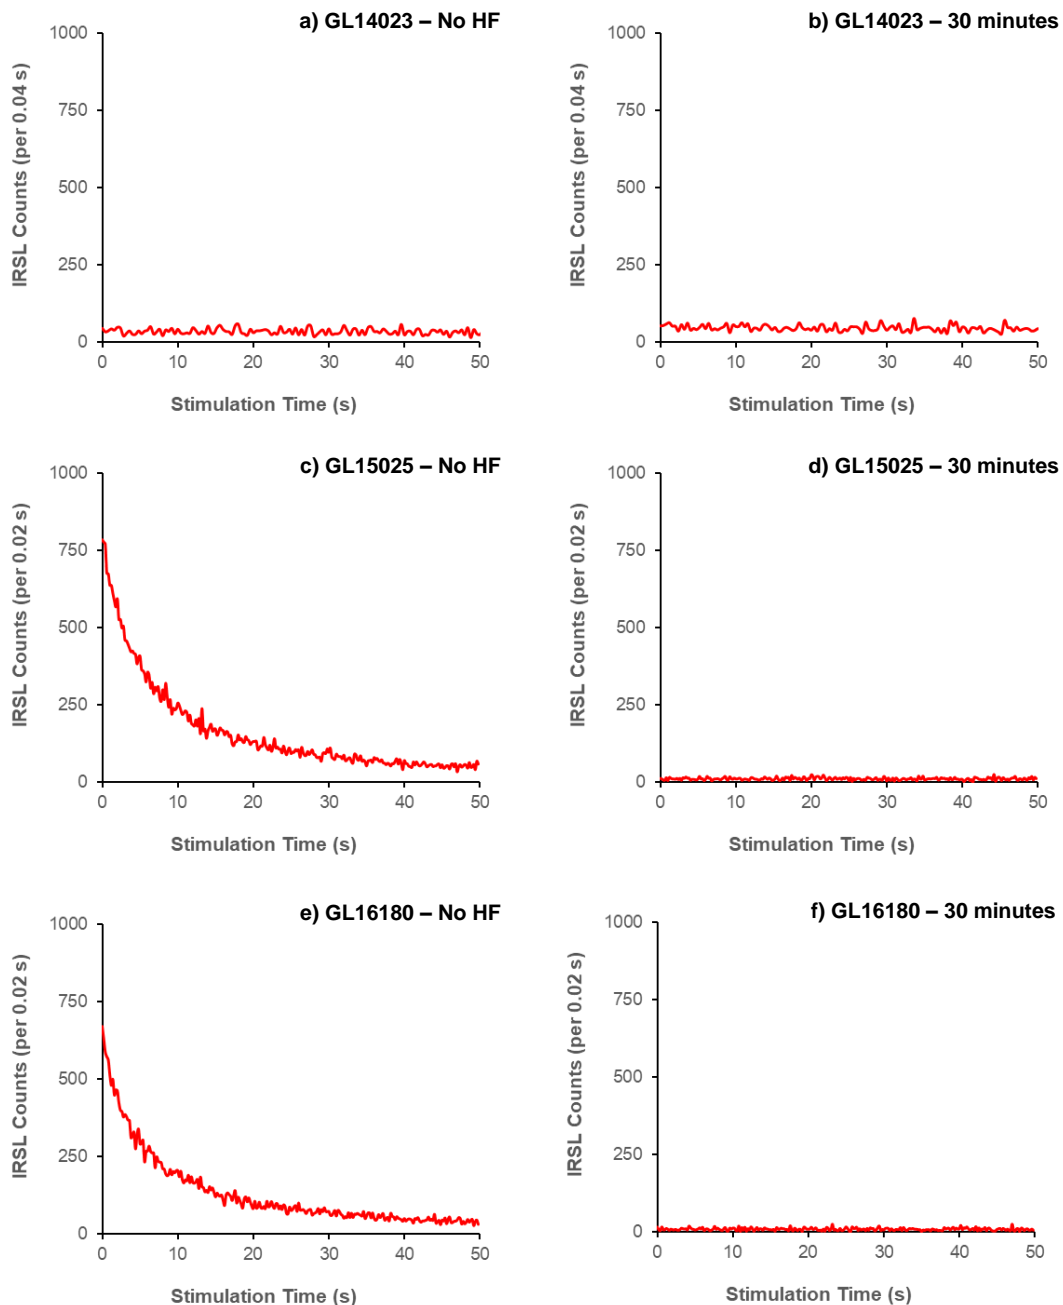 a) GL14023 – No HF
IRSL Counts (per 0.04 s)
1000
750
500
250
0
0 10 20 30 40 50
Stimulation Time (s)
b) GL14023 – 30 minutes
IRSL Counts (per 0.04 s)
1000
750
500
250
0
0 10 20 30 40 50
Stimulation Time (s)
c) GL15025 – No HF
IRSL Counts (per 0.02 s)
1000
750
500
250
0
0 10 20 30 40 50
Stimulation Time (s)
d) GL15025 – 30 minutes
IRSL Counts (per 0.02 s)
1000
750
500
250
0
0 10 20 30 40 50
Stimulation Time (s)
e) GL16180 – No HF
IRSL Counts (per 0.02 s)
1000
750
500
250
0
0 10 20 30 40 50
Stimulation Time (s)
f) GL16180 – 30 minutes
IRSL Counts (per 0.02 s)
1000
750
500
250
0
0 10 20 30 40 50
Stimulation Time (s)